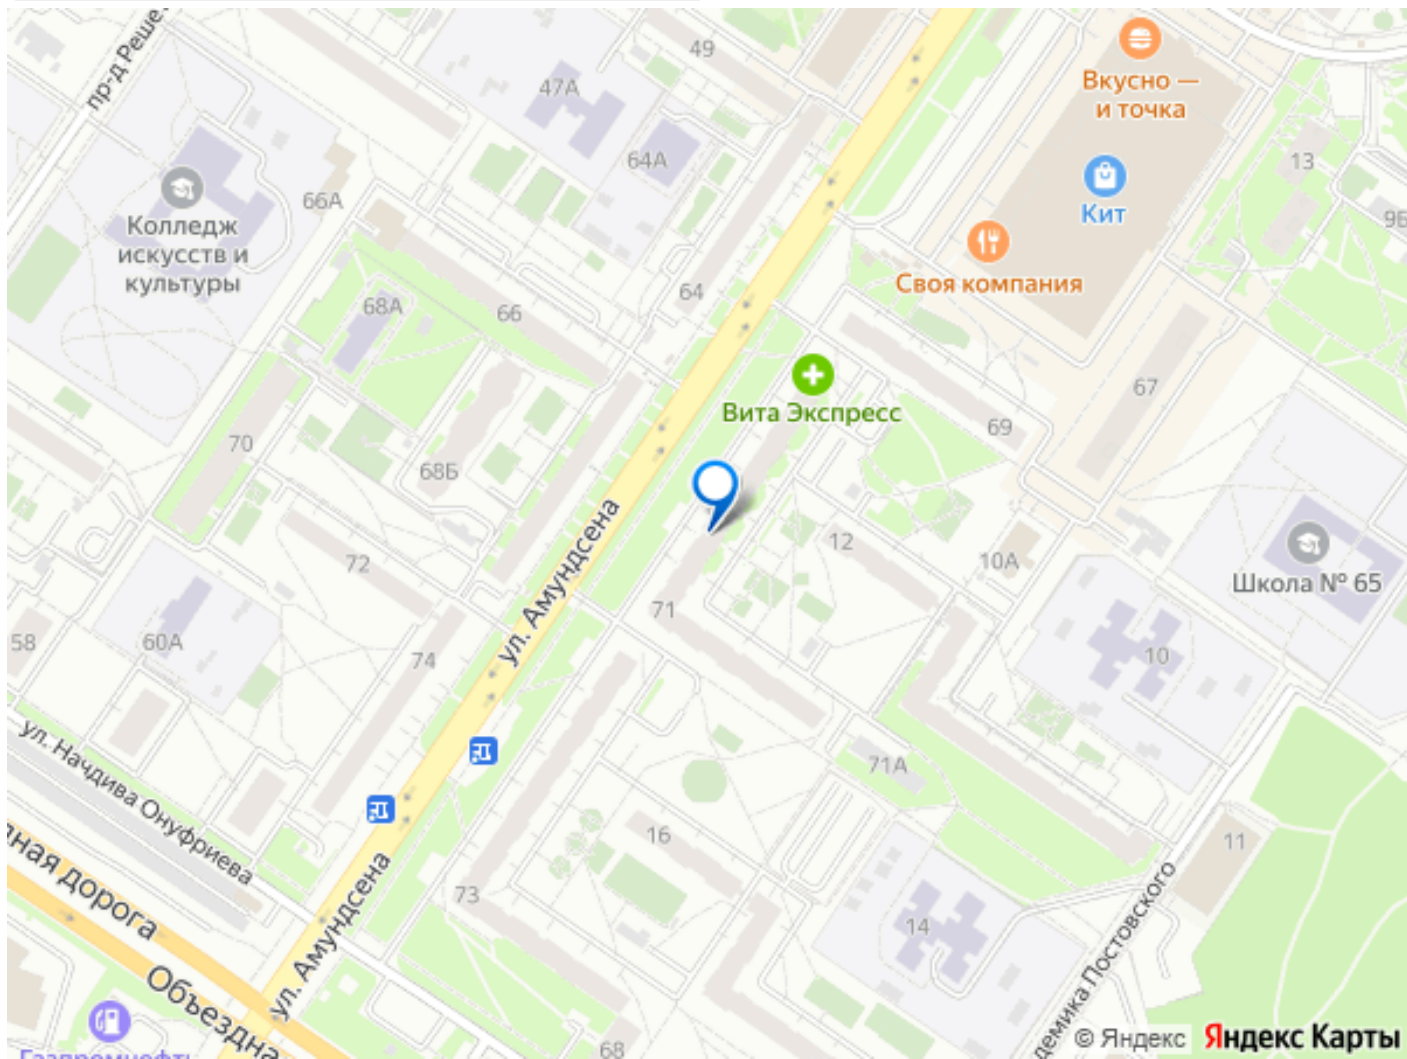 пр-д Реше
49
47А
64А
66А
Вкусно —
и точка
Кит
13
9Б
Своя компания
Колледж
искусств и
культуры
68А
66
64
Вита Экспресс
67
69
70
68Б
72
ул. Амундсена
12
10А
Школа № 65
58
60А
74
71
10
ул. Начдива Онуфриева
71А
16
11
73
14
ная дорога
Объездна
ул. Амундсена
демика Постовского
68
Газпромнефть
© Яндекс Яндекс Карты